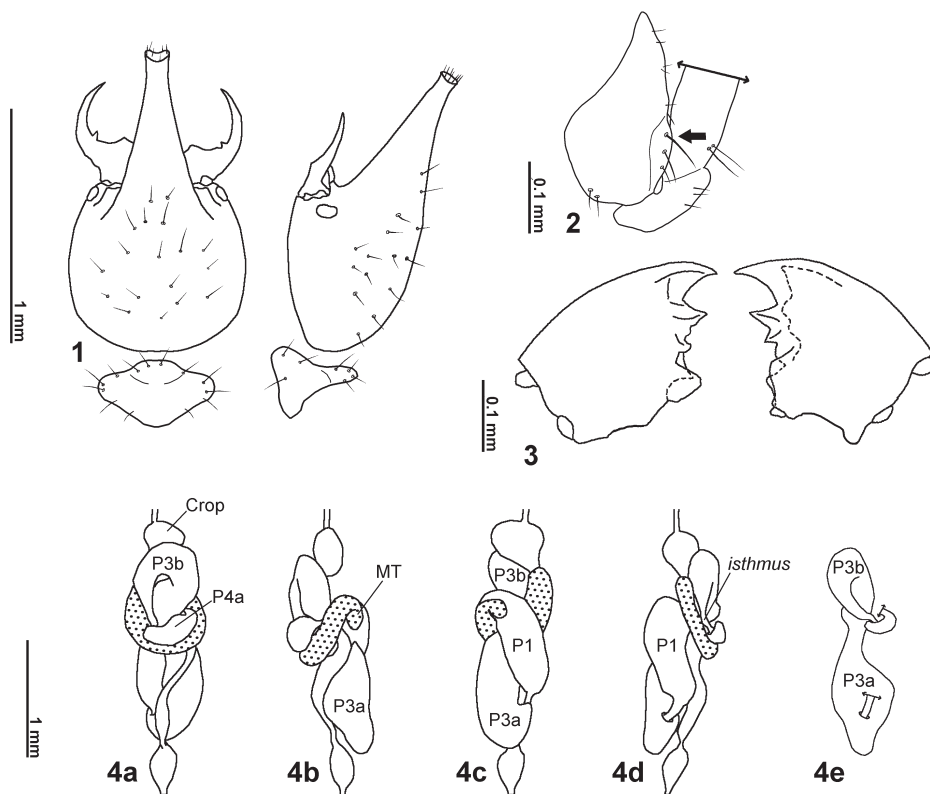 1 mm
1
0.1 mm
2
0.1 mm
3
Crop
P3b
P4a
1 mm
4a
MT
P3a
4b
P3b
P1
P3a
4c
isthmus
P1
4d
P3b
P3a
4e